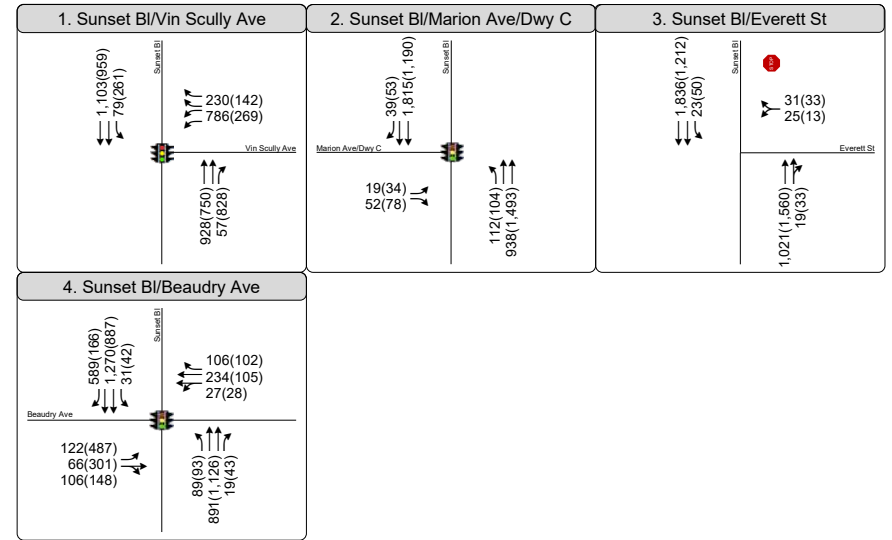 1. Sunset Bl/Vin Scully Ave
1,103(959)
79(261)
Sunset Bl
230(142)
786(269)
Vin Scully Ave
928(750)
57(828)
2. Sunset Bl/Marion Ave/Dwy C
39(53)
1,815(1,190)
Marion Ave/Dwy C
19(34)
52(78)
112(104)
938(1,493)
3. Sunset Bl/Everett St
1,836(1,212)
23(50)
Sunset Bl
STOP
31(33)
25(13)
Everett St
1,021(1,560)
19(33)
4. Sunset Bl/Beaudry Ave
589(166)
1,270(887)
31(42)
Sunset Bl
106(102)
234(105)
27(28)
Beaudry Ave
122(487)
66(301)
106(148)
89(93)
891(1,126)
19(43)